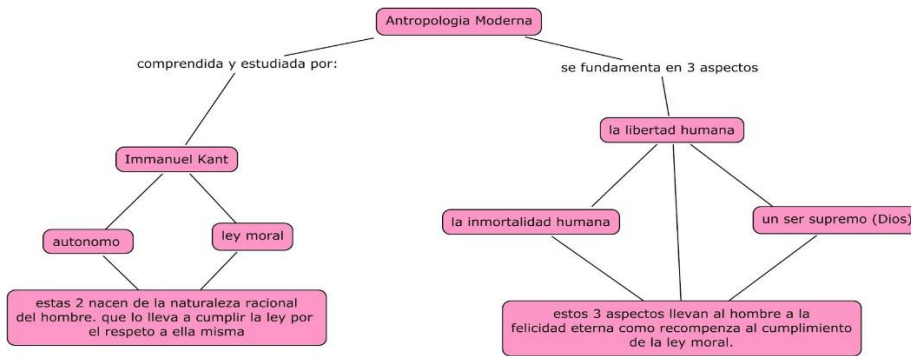 Antropologia Moderna
comprendida y estudiada por:
se fundamenta en 3 aspectos
la libertad humana
Immanuel Kant
la inmortalidad humana
un ser supremo (Dios)
autonomo
ley moral
estas 2 nacen de la naturaleza racional
del hombre. que lo lleva a cumplir la ley por
el respeto a ella misma
estos 3 aspectos llevan al hombre a la
felicidad eterna como recompenza al cumplimiento
de la ley moral.